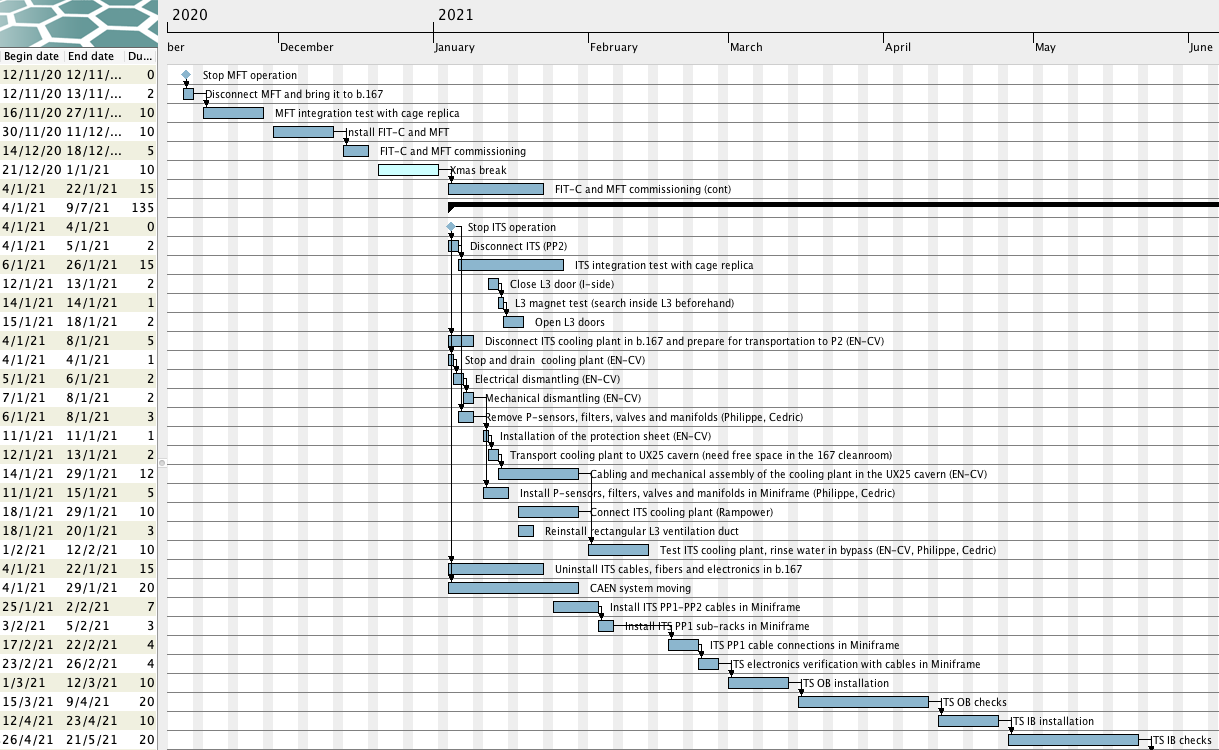 2020 2021
ber December January February March April May June
Begin date End date Du...
12/11/20 12/11/... 0 Stop MFT operation
12/11/20 13/11/... 2 Disconnect MFT and bring it to b.167
16/11/20 27/11/... 10 MFT integration test with cage replica
30/11/20 11/12/... 10 Install FIT-C and MFT
14/12/20 18/12/... 5 FIT-C and MFT commissioning
21/12/20 1/1/21 10 Xmas break
4/1/21 22/1/21 15 FIT-C and MFT commissioning (cont)
4/1/21 9/7/21 135
4/1/21 4/1/21 0 Stop ITS operation
4/1/21 5/1/21 2 Disconnect ITS (PP2)
6/1/21 26/1/21 15 ITS integration test with cage replica
12/1/21 13/1/21 2 Close L3 door (I-side)
14/1/21 14/1/21 1 L3 magnet test (search inside L3 beforehand)
15/1/21 18/1/21 2 Open L3 doors
4/1/21 8/1/21 5 Disconnect ITS cooling plant in b.167 and prepare for transportation to P2 (EN-CV)
4/1/21 4/1/21 1 Stop and drain cooling plant (EN-CV)
5/1/21 6/1/21 2 Electrical dismantling (EN-CV)
7/1/21 8/1/21 2 Mechanical dismantling (EN-CV)
6/1/21 8/1/21 3 Remove P-sensors, filters, valves and manifolds (Philippe, Cedric)
11/1/21 11/1/21 1 Installation of the protection sheet (EN-CV)
12/1/21 13/1/21 2 Transport cooling plant to UX25 cavern (need free space in the 167 cleanroom)
14/1/21 29/1/21 12 Cabling and mechanical assembly of the cooling plant in the UX25 cavern (EN-CV)
11/1/21 15/1/21 5 Install P-sensors, filters, valves and manifolds in Miniframe (Philippe, Cedric)
18/1/21 29/1/21 10 Connect ITS cooling plant (Rampower)
18/1/21 20/1/21 3 Reinstall rectangular L3 ventilation duct
1/2/21 12/2/21 10 Test ITS cooling plant, rinse water in bypass (EN-CV, Philippe, Cedric)
4/1/21 22/1/21 15 Uninstall ITS cables, fibers and electronics in b.167
4/1/21 29/1/21 20 CAEN system moving
25/1/21 2/2/21 7 Install ITS PP1-PP2 cables in Miniframe
3/2/21 5/2/21 3 Install ITS PP1 sub-racks in Miniframe
17/2/21 22/2/21 4 ITS PP1 cable connections in Miniframe
23/2/21 26/2/21 4 ITS electronics verification with cables in Miniframe
1/3/21 12/3/21 10 ITS OB installation
15/3/21 9/4/21 20 ITS OB checks
12/4/21 23/4/21 10 ITS IB installation
26/4/21 21/5/21 20 ITS IB checks